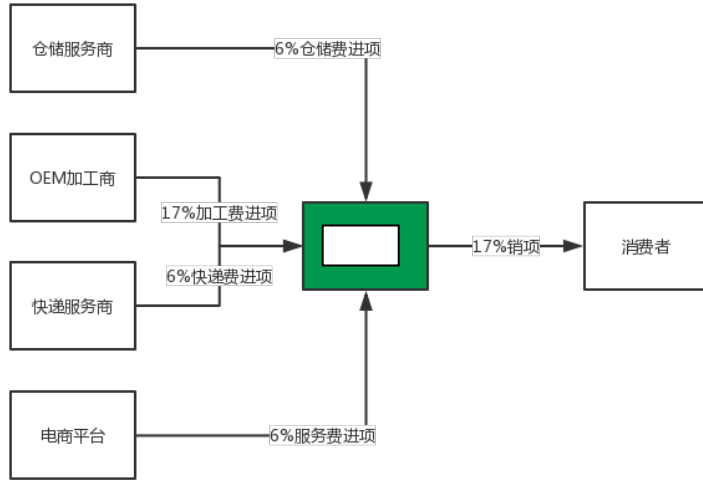 仓储服务商
6%仓储费进项
OEM加工商
17%加工费进项
17%销项
消费者
6%快递费进项
快递服务商
电商平台
6%服务费进项